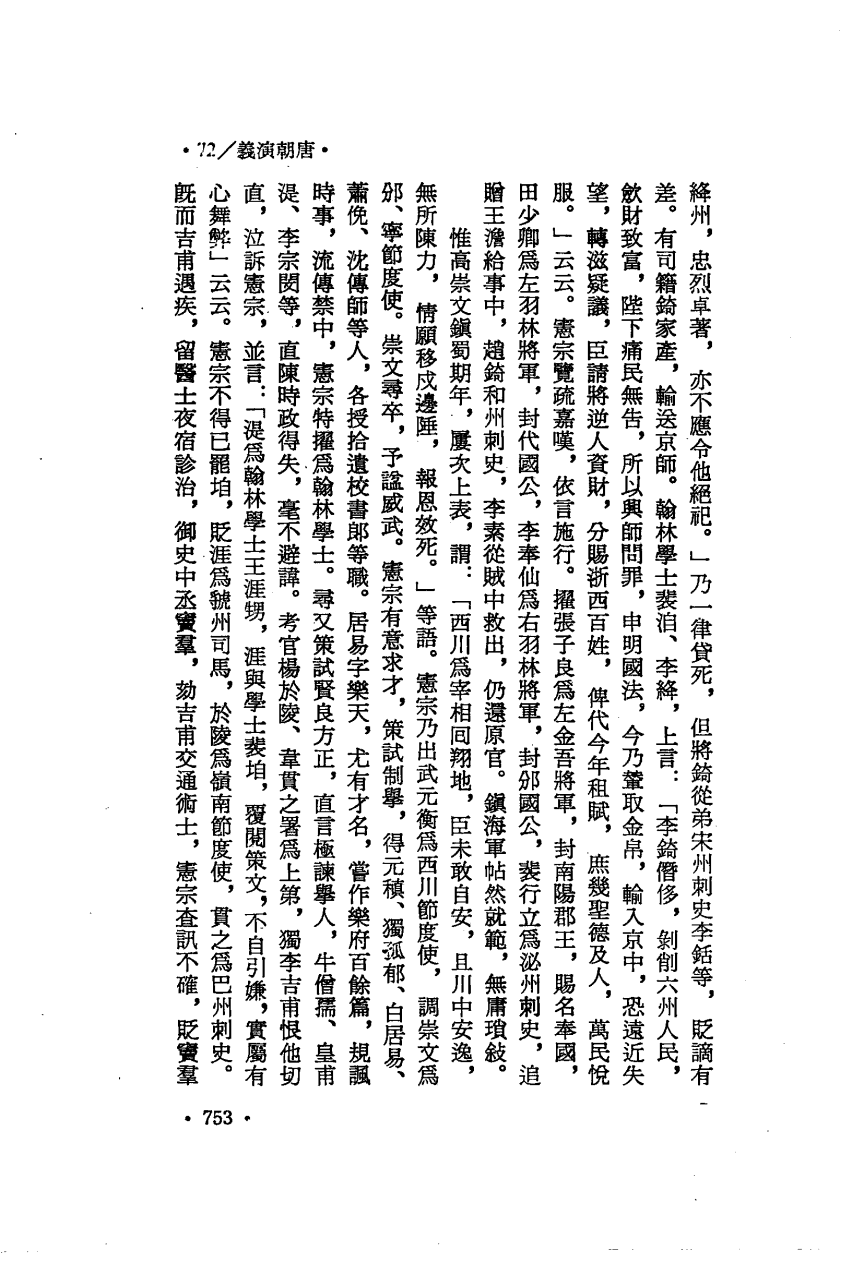 •72／義演朝唐•
絳州，忠烈卓著，亦不應令他絕祀。」乃一律貸死，但將錡從弟宋州刺史李銛等，貶謫有
差。有司籍錡家產，輸送京師。翰林學士裴洎、李絳，上言：「李錡僭侈，剝削六州人民，
斂財致富，陛下痛民無告，所以興師問罪，申明國法，今乃輦取金帛，輸入京中，恐遠近失
望，轉滋疑議，臣請將逆人資財，分賜浙西百姓，俾代今年租賦，庶幾聖德及人，萬民悅
服。」云云。憲宗覽疏嘉嘆，依言施行。擢張子良為左金吾將軍，封南陽郡王，賜名奉國，
田少卿爲左羽林將軍，封代國公，李奉仙爲右羽林將軍，封邠國公，裴行立爲泌州刺史，追
贈王澹給事中，趙錡和州刺史，李素從賊中救出，仍還原官。鎭海軍帖然就範，無庸瑣敍。
惟高崇文鎭蜀期年，屢次上表，謂：「西川爲宰相囘翔地，臣未敢自安，且川中安逸，
無所陳力，情願移戍邊陲，報恩效死。」等語。憲宗乃出武元衡爲西川節度使，調崇文爲
邠、寧節度使。崇文尋卒，予諡威武。憲宗有意求才，策試制擧，得元稹、獨孤郁、白居易、
蕭俛、沈傳師等人，各授拾遺校書郎等職。居易字樂天，尤有才名，嘗作樂府百餘篇，規諷
時事，流傳禁中，憲宗特擢爲翰林學士。尋又策試賢良方正，直言極諫擧人，牛僧孺、皇甫
湜、李宗閔等，直陳時政得失，毫不避諱。考官楊於陵、韋貫之署爲上第，獨李吉甫恨他切
直，泣訴憲宗，並言：「湜爲翰林學士王涯甥，涯與學士裴垍，覆閱策文，不自引嫌，實屬有
心舞弊」云云。憲宗不得已罷垍，貶涯爲虢州司馬，於陵爲嶺南節度使，貫之爲巴州刺史。
旣而吉甫遇疾，留醫士夜宿診治，御史中丞竇羣，劾吉甫交通術士，憲宗查訊不確，貶竇羣
•753•